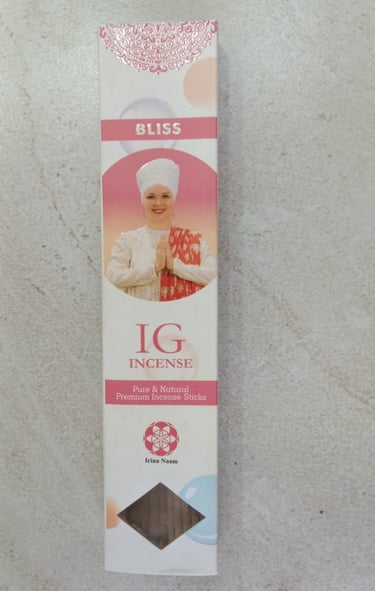 BLISS
IG
INCENSE
Pure & Natural
Premium Incense Sticks
Irina Naam